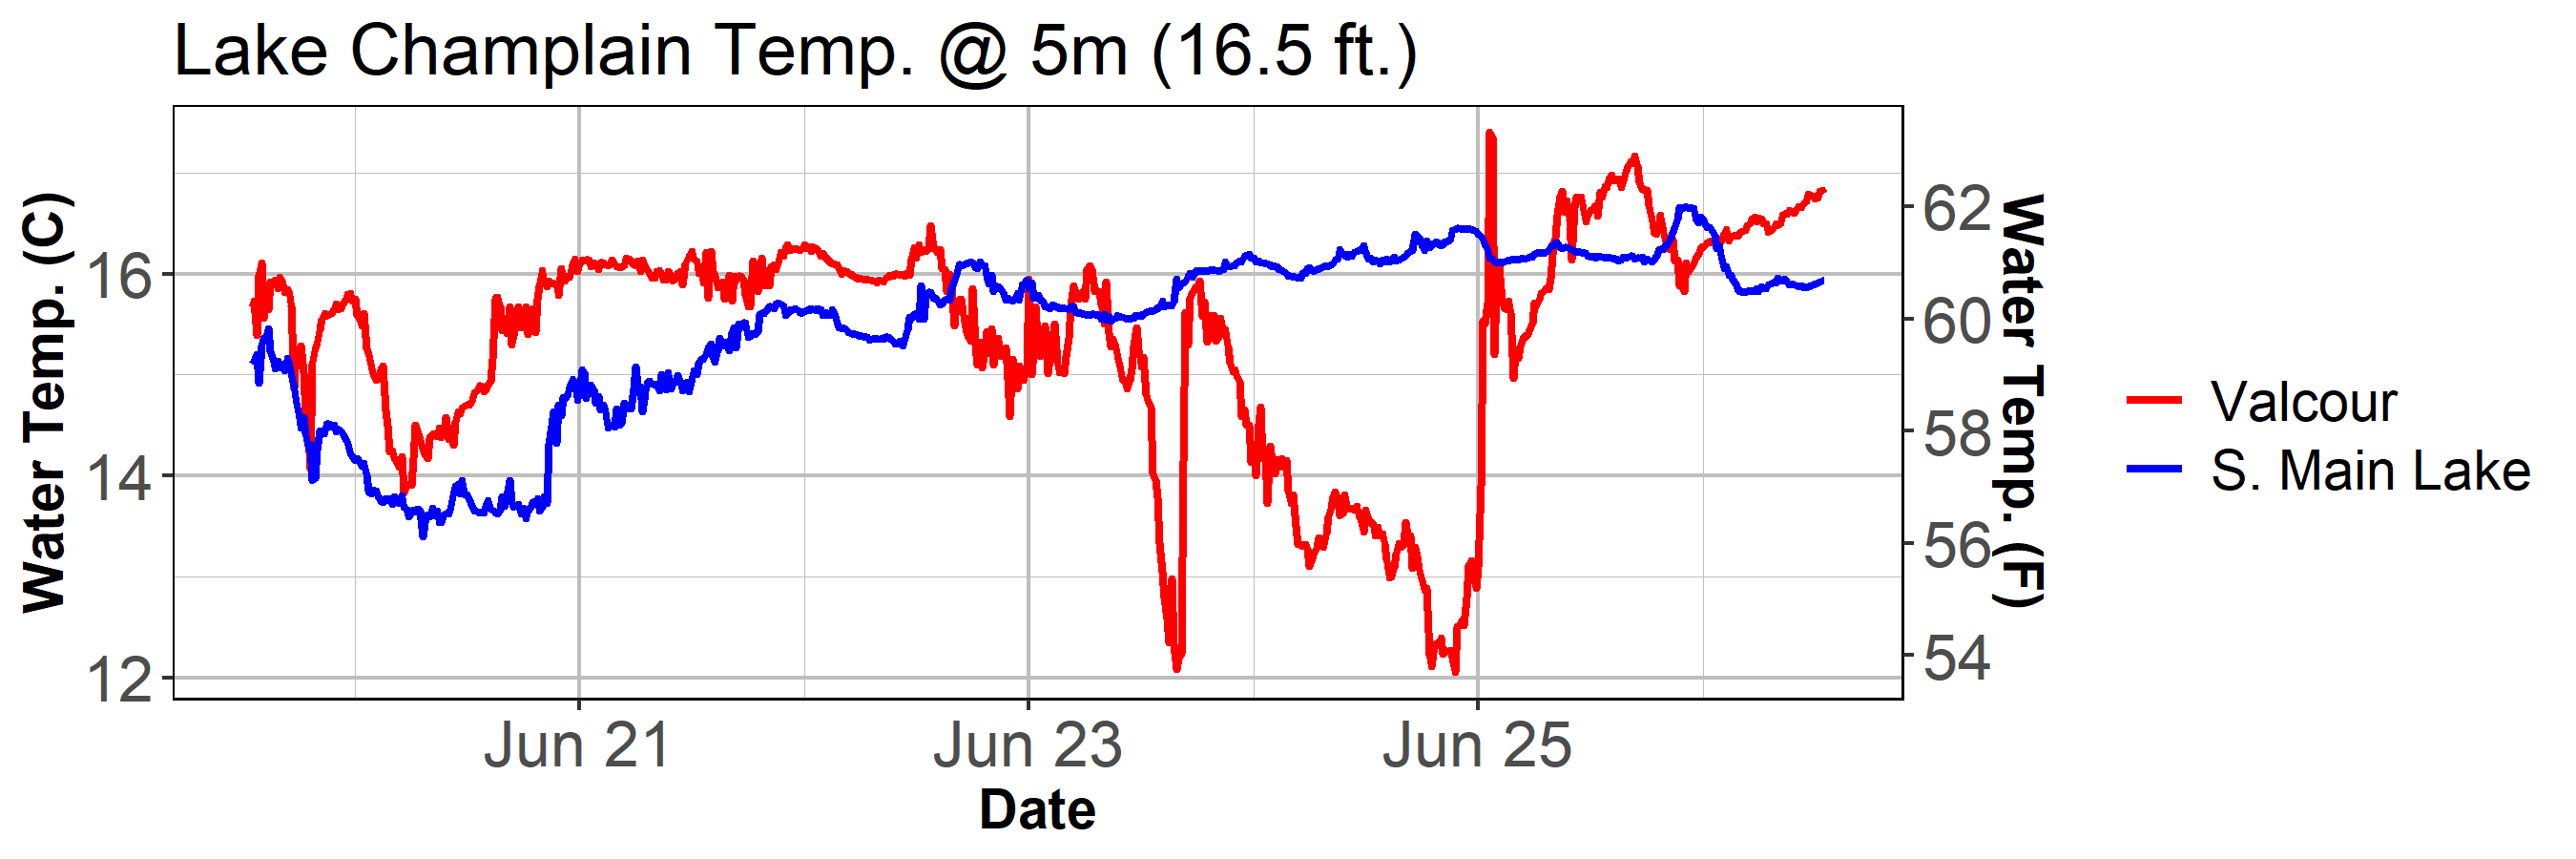 Lake Champlain Temp. @ 5m (16.5 ft.)
Water Temp. (C)
16
14
12
62
60
58
56
54
Water Temp. (F)
Jun 21
Jun 23
Jun 25
Date
Valcour
S. Main Lake